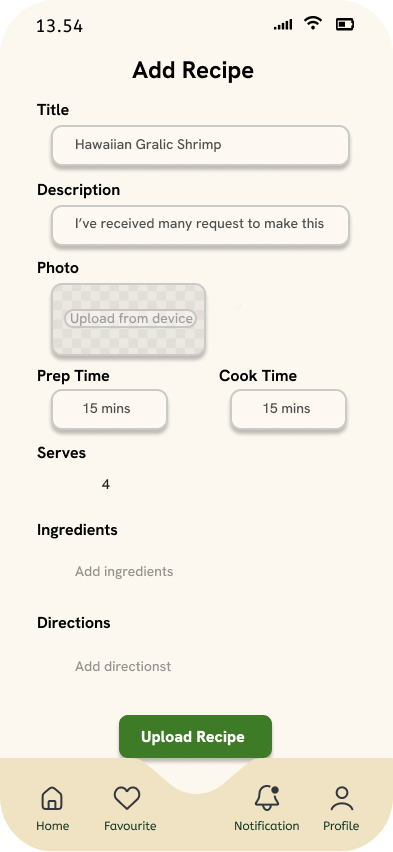 13.54
Add Recipe
Title
Hawaiian Gralic Shrimp
Description
I've received many request to make this
Photo
Upload from device
Prep Time Cook Time
15 mins 15 mins
Serves
4
Ingredients
Add ingredients
Directions
Add directionst
Upload Recipe
Home Favourite Notification Profile